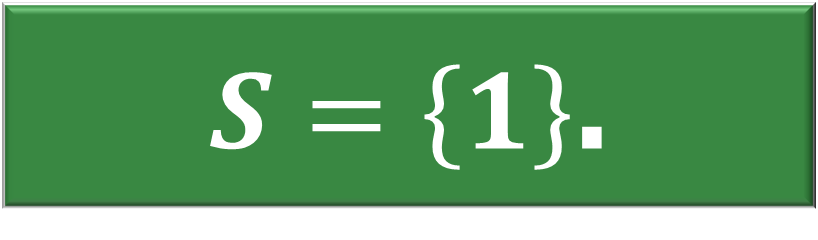 S = {1}.